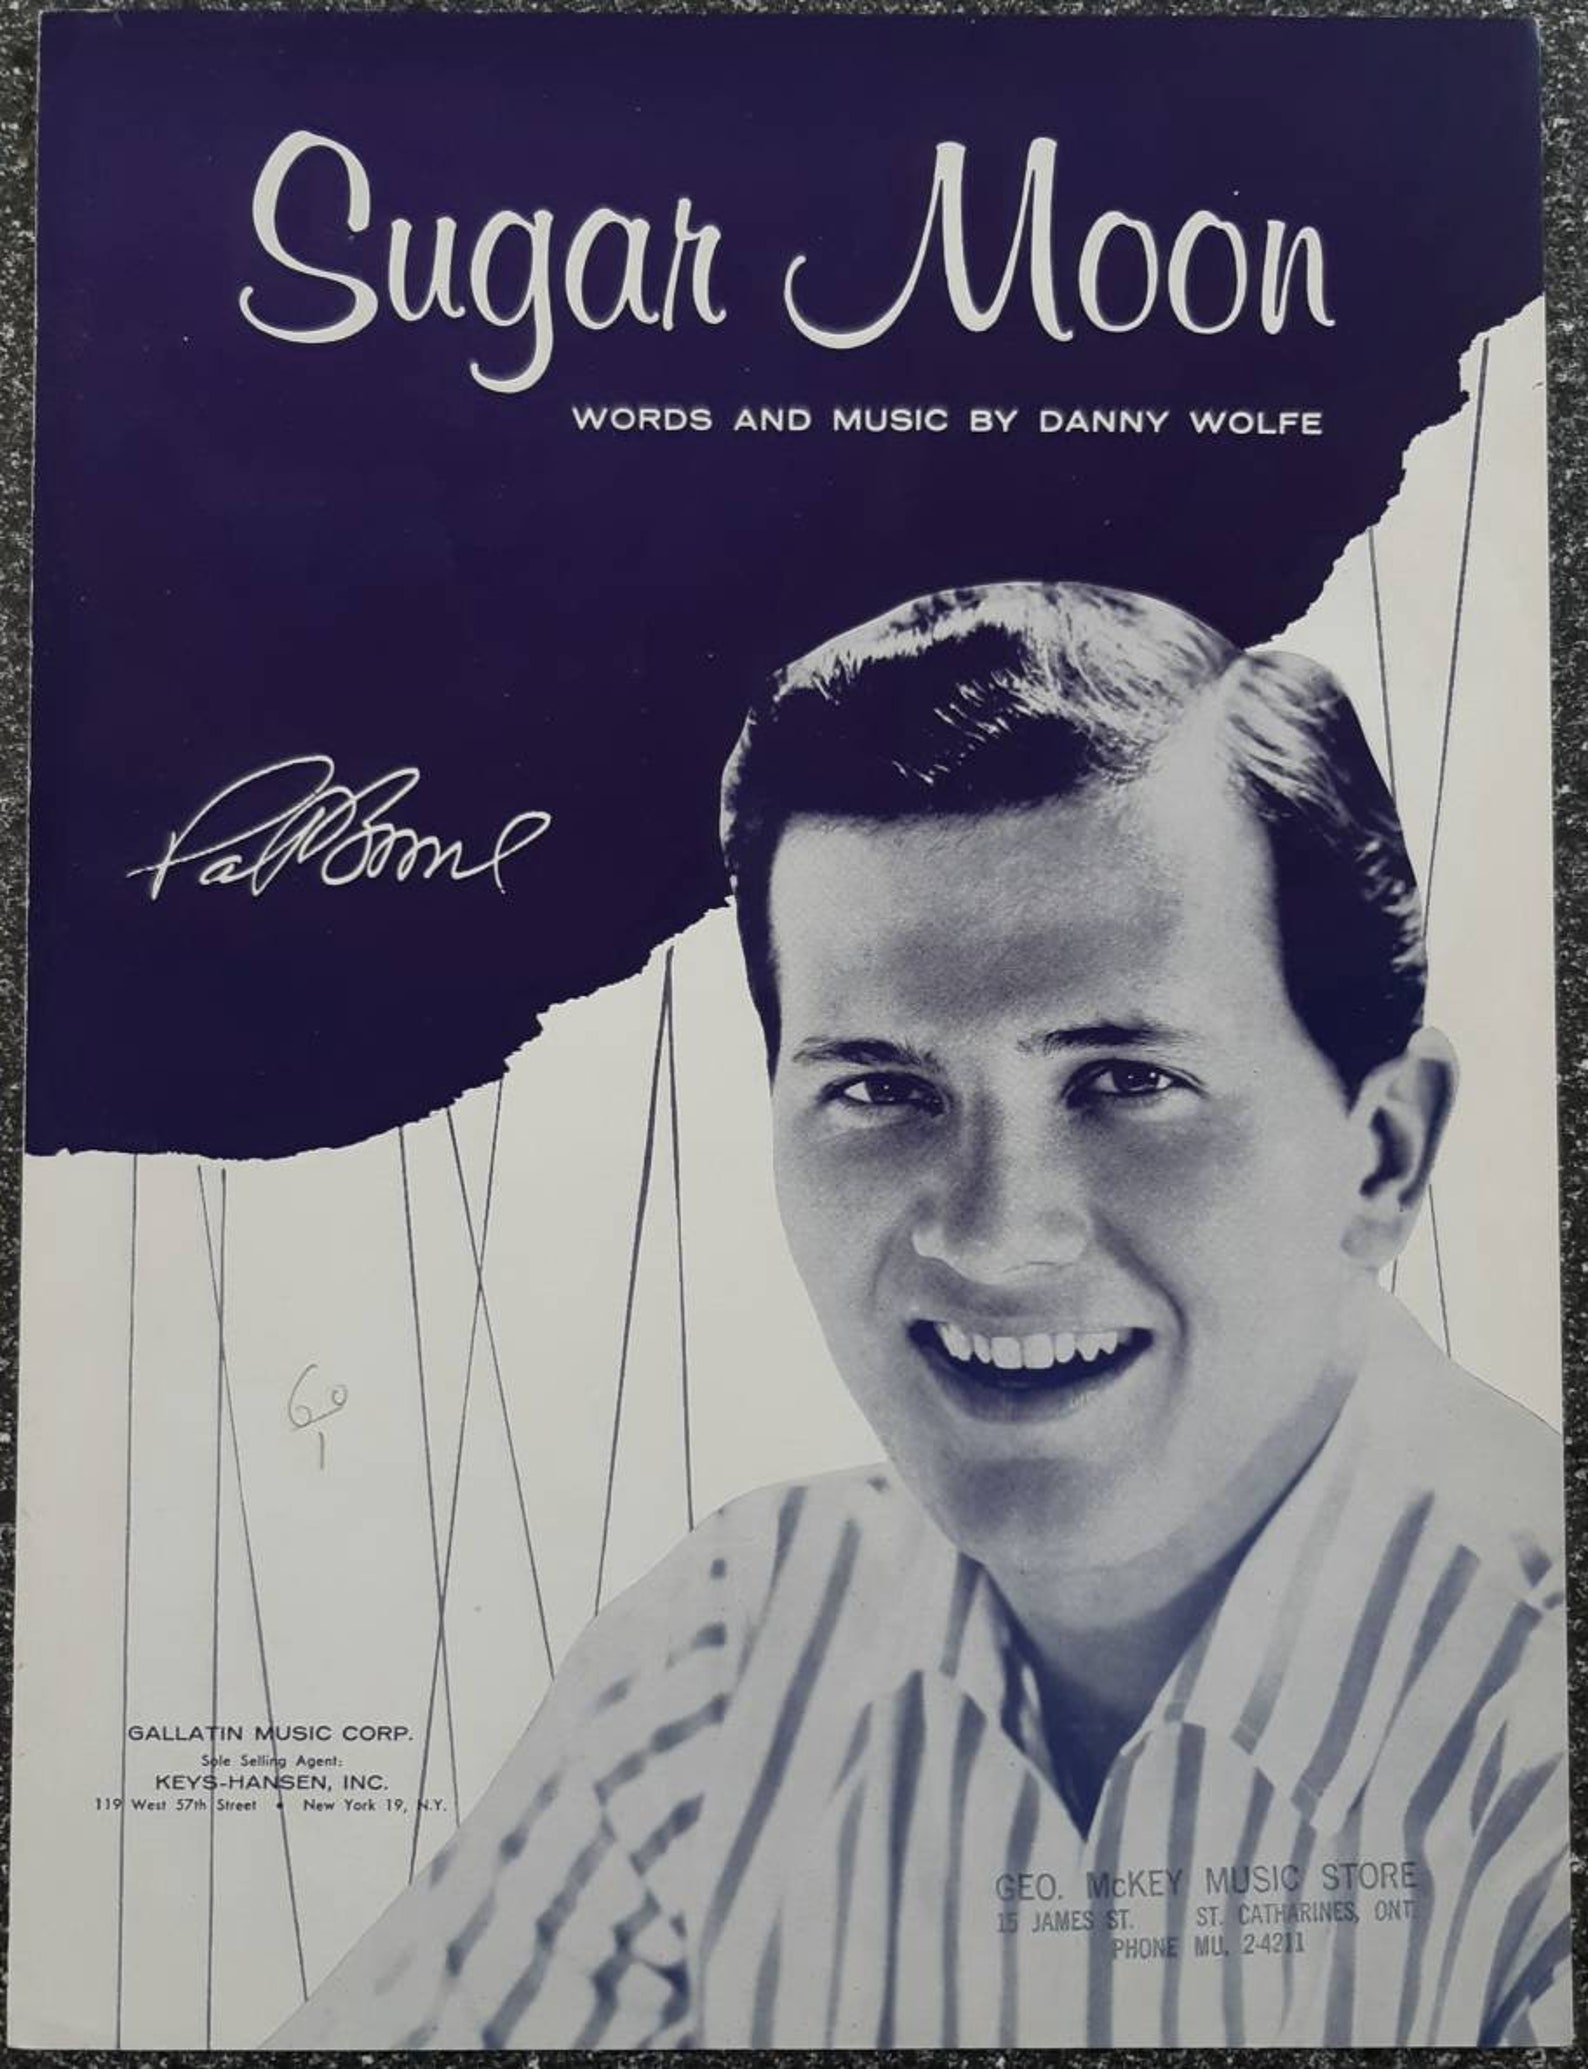 Sugar Moon
WORDS AND MUSIC BY DANNY WOLFE
Pat Boone
60
1
GALLATIN MUSIC CORP.
Sole Selling Agent:
KEYS-HANSEN, INC.
119 West 57th Street • New York 19, N.Y.
GEO. McKEY MUSIC STORE
15 JAMES ST. ST. CATHARINES, ONT.
PHONE MU. 2-4211